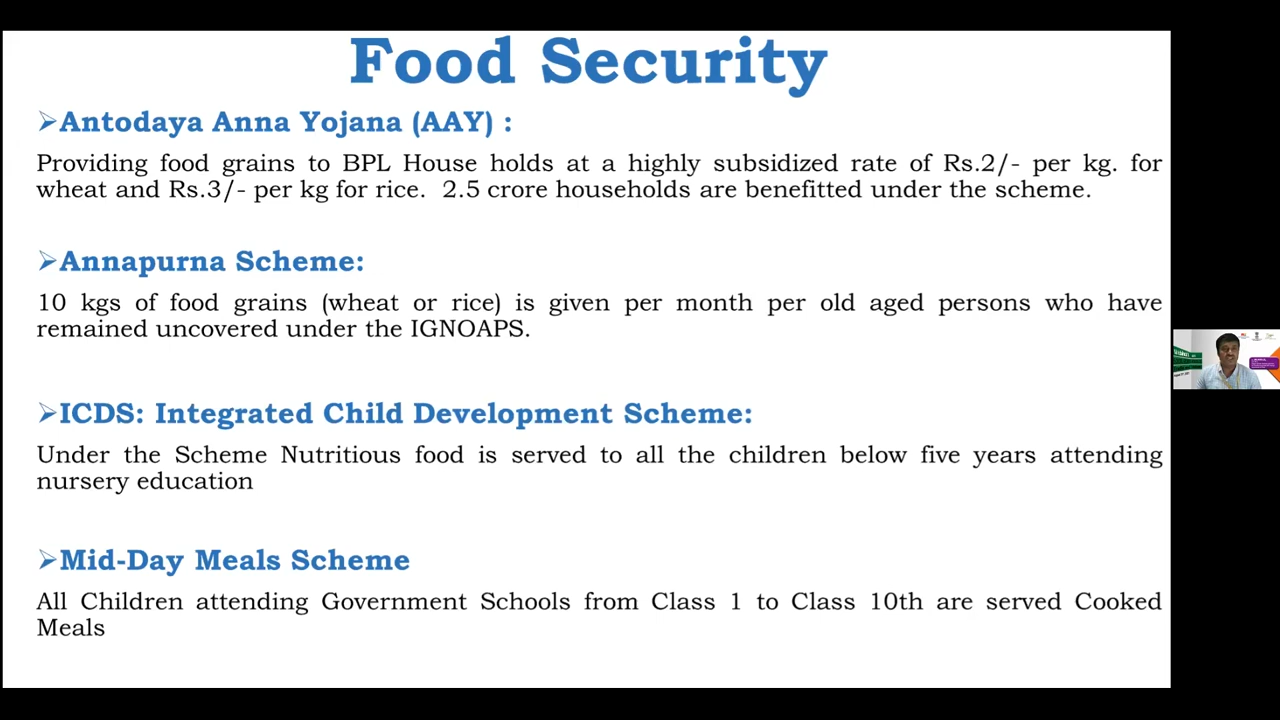 Food Security
➢Antodaya Anna Yojana (AAY) :
Providing food grains to BPL House holds at a highly subsidized rate of Rs.2/- per kg. for
wheat and Rs.3/- per kg for rice.  2.5 crore households are benefitted under the scheme.
➢Annapurna Scheme:
10 kgs of food grains (wheat or rice) is given per month per old aged persons who have
remained uncovered under the IGNOAPS.
➢ICDS: Integrated Child Development Scheme:
Under the Scheme Nutritious food is served to all the children below five years attending
nursery education
➢Mid-Day Meals Scheme
All Children attending Government Schools from Class 1 to Class 10th are served Cooked
Meals